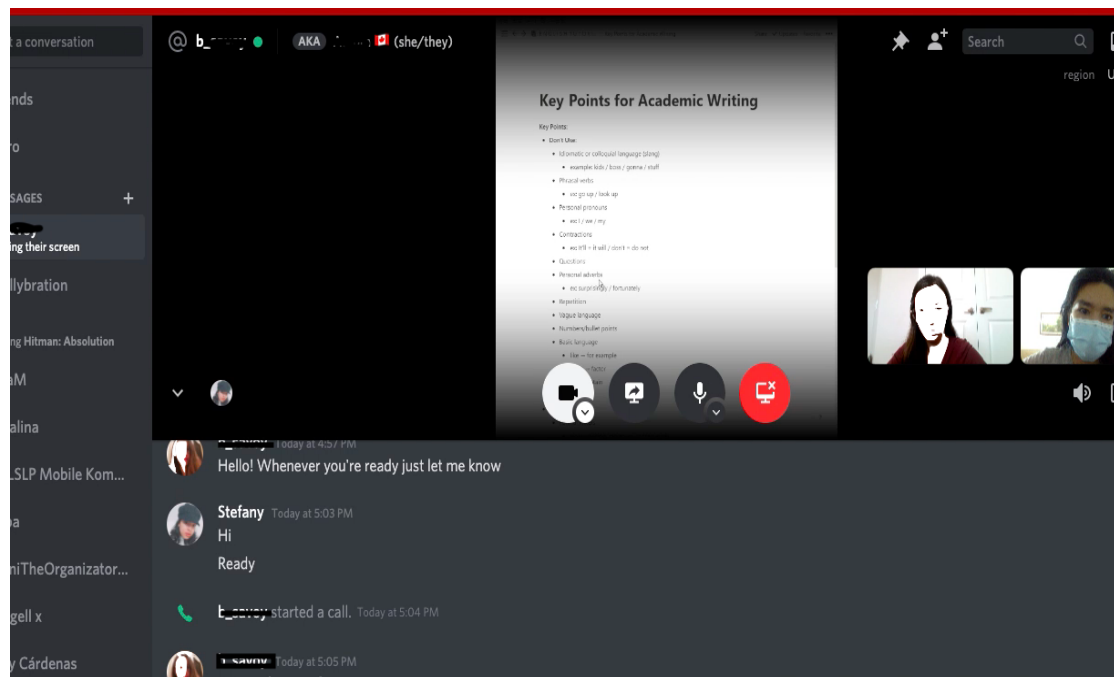 t a conversation
@ b_
AKA
(she/they)
Search
region
U
nds
ro
SAGES +
ing their screen
llybration
ng Hitman: Absolution
aM
alina
LSLP Mobile Kom...
oa
niTheOrganizator...
gell x
y Cárdenas
Key Points for Academic Writing
Key Points:
• Don't Use:
• Idiomatic or colloquial language (slang)
• example: kids / boss / gonna / stuff
• Phrasal verbs
• ex: go up / look up
• Personal pronouns
• ex: I / we / my
• Contractions
• ex: it'll = it will / don't = do not
• Questions
• Personal adverbs
• ex: surprisingly / fortunately
• Repetition
• Vague language
• Numbers/bullet points
• Basic language
• like → for example
factor
Today at 4:57 PM
Hello! Whenever you're ready just let me know
Stefany Today at 5:03 PM
Hi
Ready
started a call. Today at 5:04 PM
Today at 5:05 PM